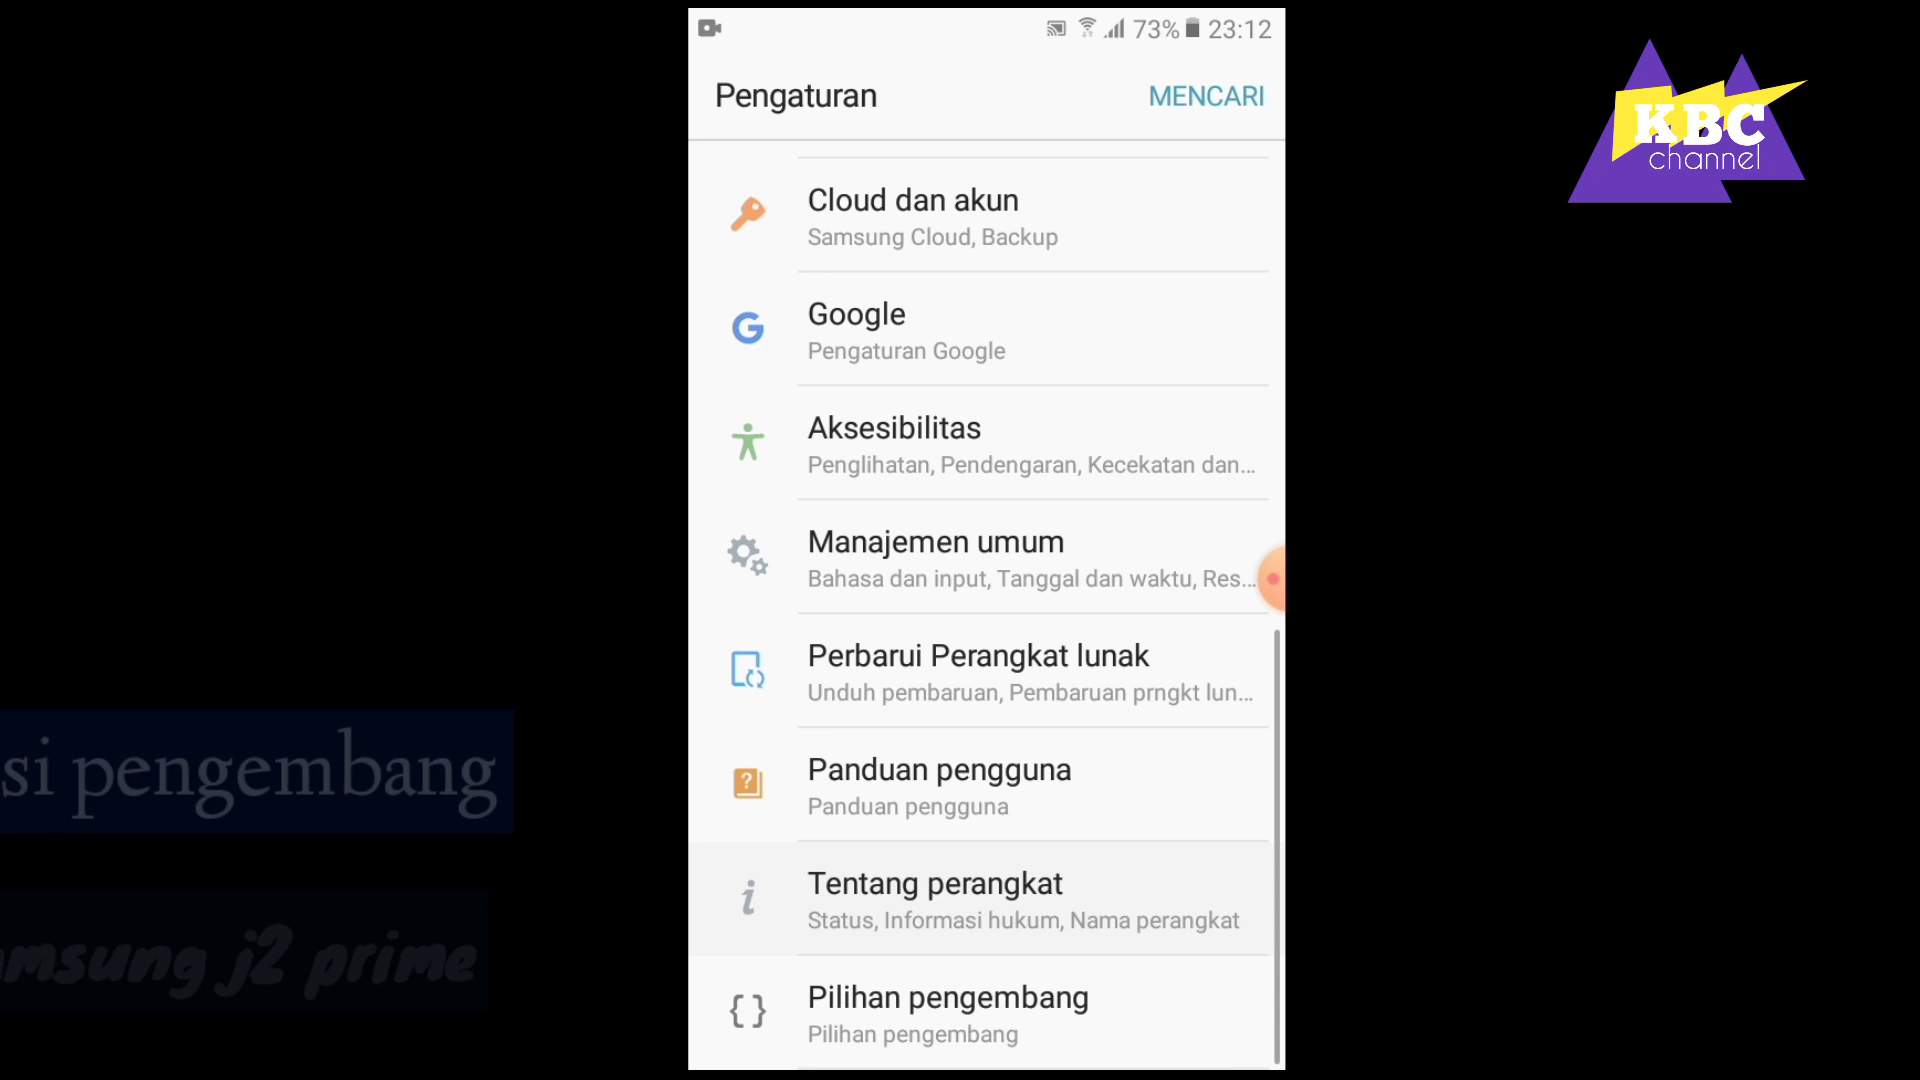 73% 23:12
Pengaturan
MENCARI
Cloud dan akun
Samsung Cloud, Backup
Google
Pengaturan Google
Aksesibilitas
Penglihatan, Pendengaran, Kecekatan dan...
Manajemen umum
Bahasa dan input, Tanggal dan waktu, Res...
Perbarui Perangkat lunak
Unduh pembaruan, Pembaruan prngkt lun...
Panduan pengguna
Panduan pengguna
Tentang perangkat
Status, Informasi hukum, Nama perangkat
Pilihan pengembang
Pilihan pengembang
KBC
channel
si pengembang
amsung j2 prime